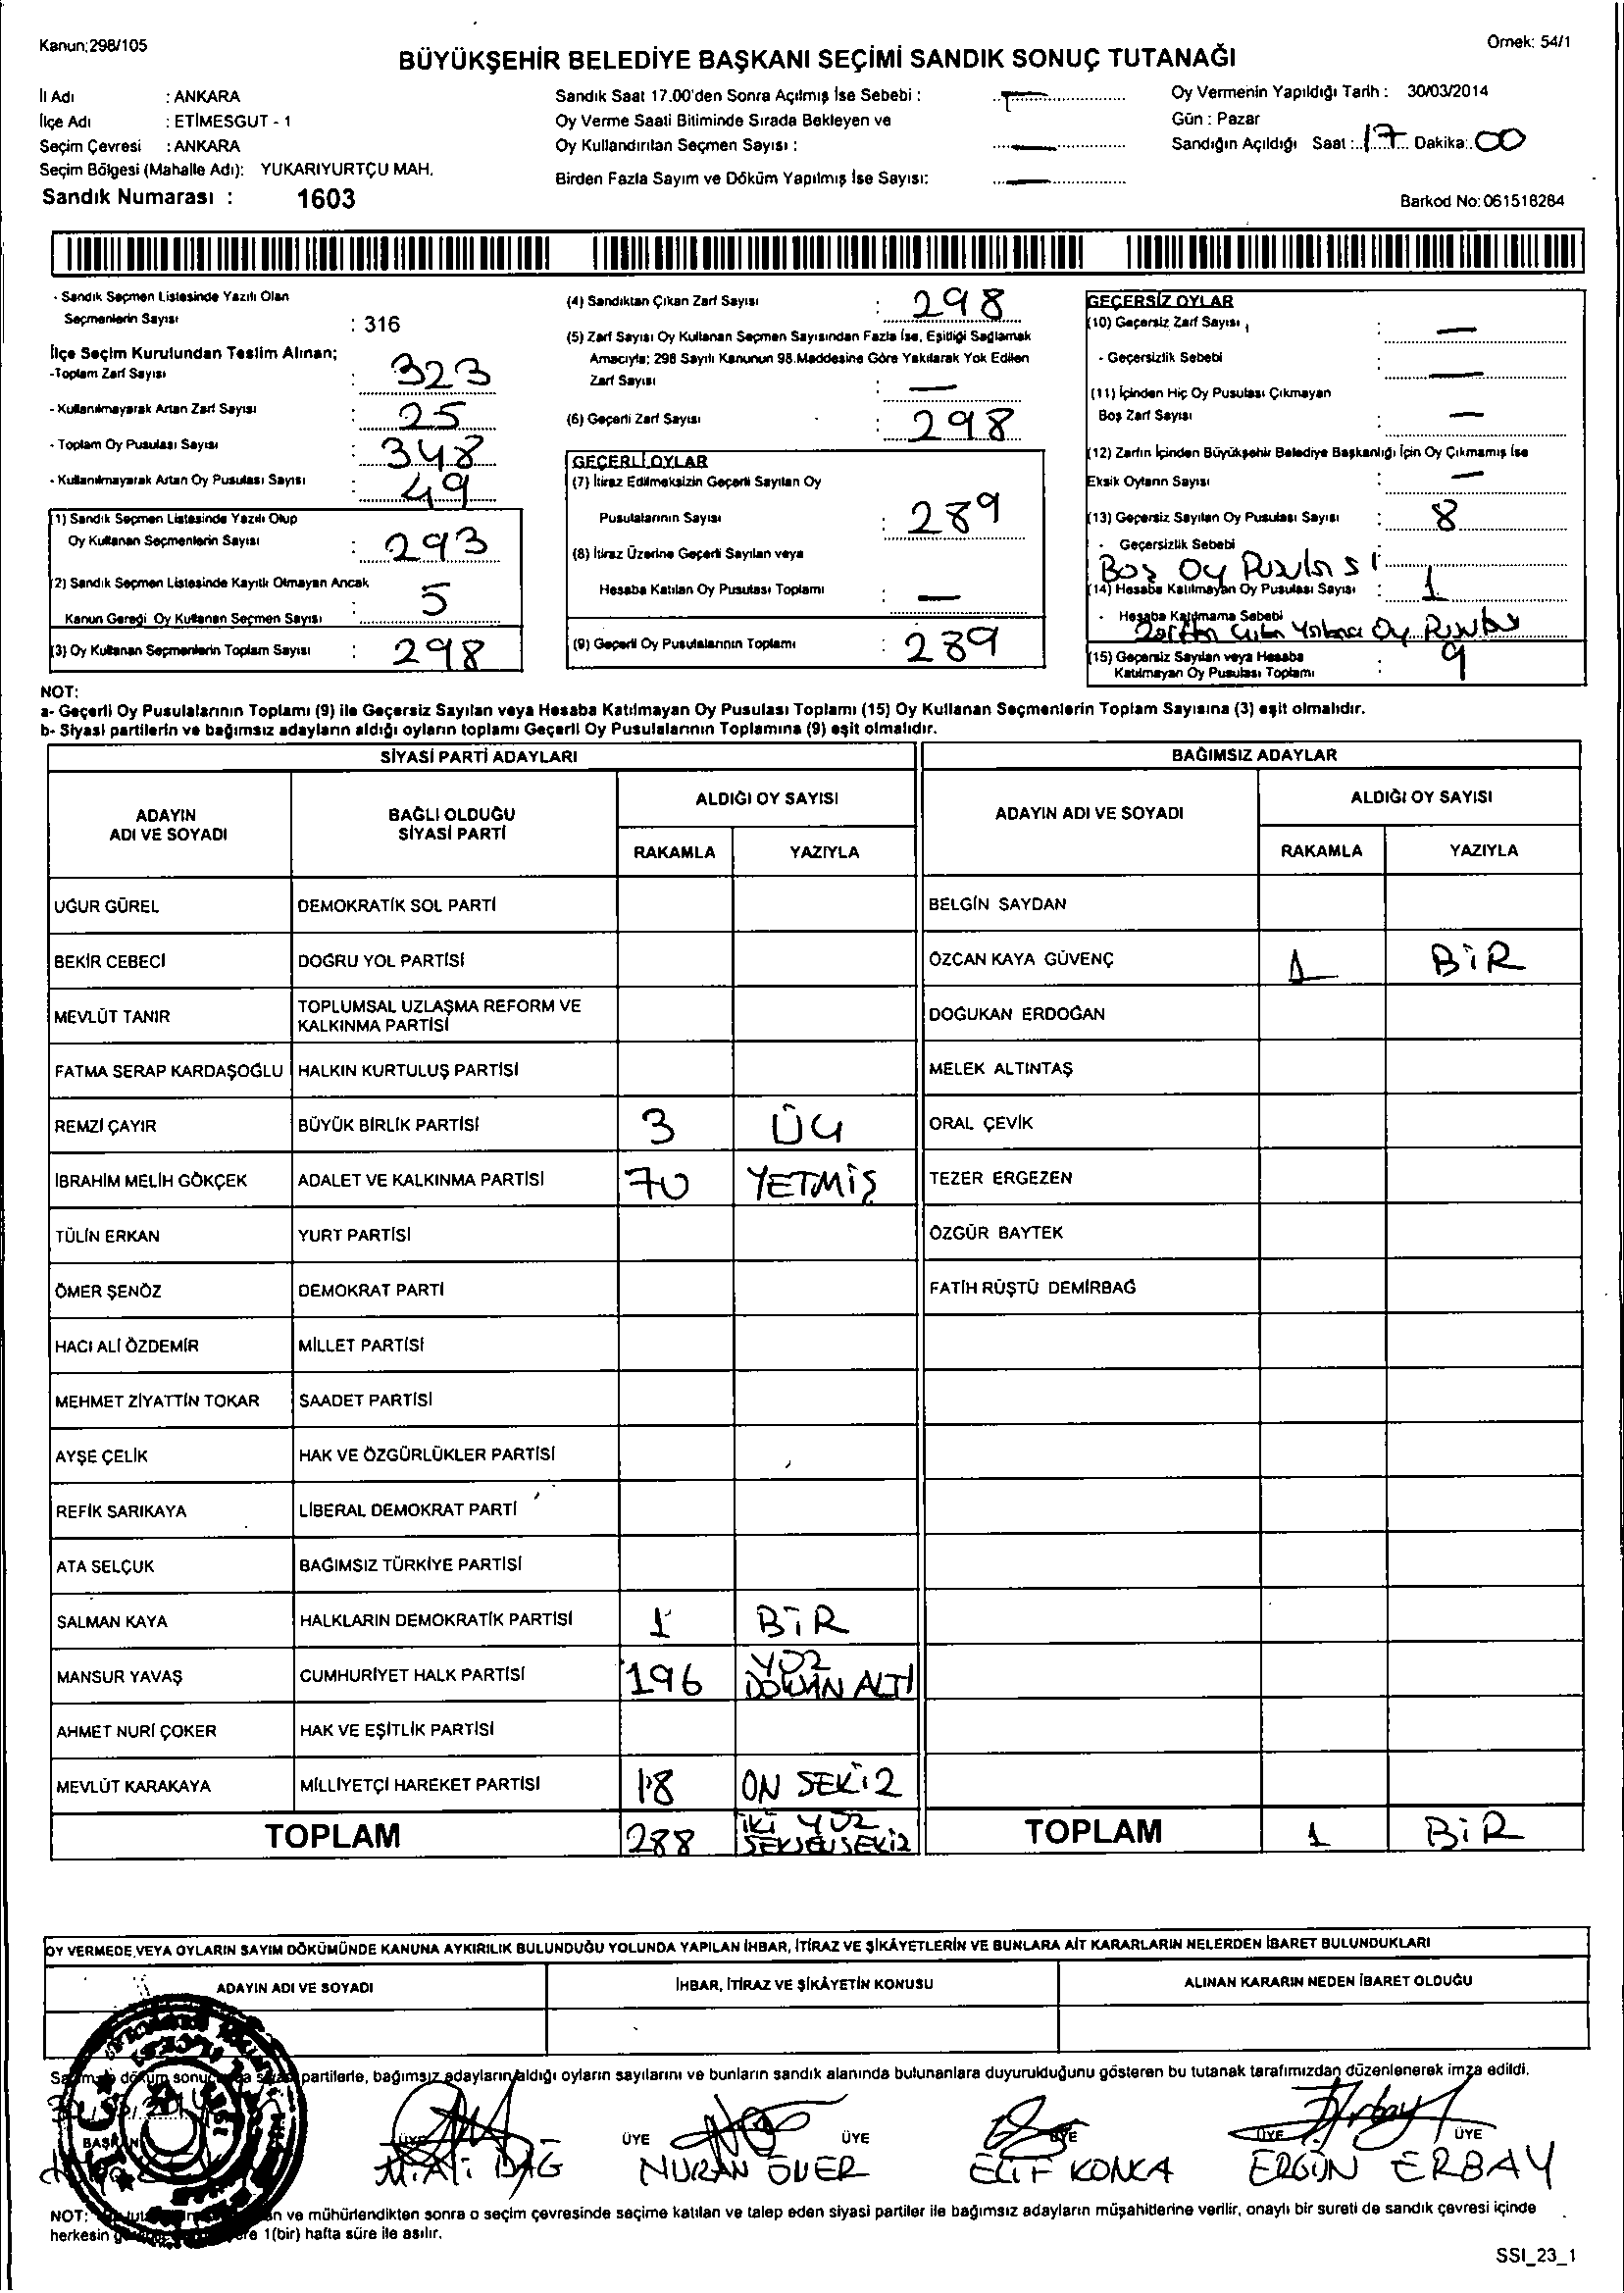 Kanun:298/105
Örnek: 54/1
BÜYÜKŞEHİR BELEDİYE BAŞKANI SEÇİMİ SANDIK SONUÇ TUTANAĞI
İl Adı : ANKARA
İlçe Adı : ETİMESGUT - 1
Seçim Çevresi : ANKARA
Seçim Bölgesi (Mahalle Adı): YUKARIYURTÇU MAH.
Sandık Numarası : 1603
Sandık Saat 17.00'den Sonra Açılmış İse Sebebi : —
Oy Verme Saati Bitiminde Sırada Bekleyen ve
Oy Kullandırılan Seçmen Sayısı : —
Birden Fazla Sayım ve Döküm Yapılmış İse Sayısı: —
Oy Vermenin Yapıldığı Tarih : 30/03/2014
Gün : Pazar
Sandığın Açıldığı Saat : 17 Dakika: 00
Barkod No: 061518284
- Sandık Seçmen Listesinde Yazılı Olan
Seçmenlerin Sayısı : 316
İlçe Seçim Kurulundan Teslim Alınan;
-Toplam Zarf Sayısı : 323
- Kullanılmayarak Artan Zarf Sayısı : 25
- Toplam Oy Pusulası Sayısı : 348
- Kullanılmayarak Artan Oy Pusulası Sayısı : 49
(1) Sandık Seçmen Listesinde Yazılı Olup
Oy Kullanan Seçmenlerin Sayısı : 293
(2) Sandık Seçmen Listesinde Kayıtlı Olmayan Ancak
Kanun Gereği Oy Kullanan Seçmen Sayısı : 5
(3) Oy Kullanan Seçmenlerin Toplam Sayısı : 298
(4) Sandıktan Çıkan Zarf Sayısı : 298
(5) Zarf Sayısı Oy Kullanan Seçmen Sayısından Fazla İse, Eşitliği Sağlamak
Amacıyla; 298 Sayılı Kanunun 98.Maddesine Göre Yakılarak Yok Edilen
Zarf Sayısı : —
(6) Geçerli Zarf Sayısı : 298
GEÇERLİ OYLAR
(7) İtiraz Edilmeksizin Geçerli Sayılan Oy
Pusulalarının Sayısı : 289
(8) İtiraz Üzerine Geçerli Sayılan veya
Hesaba Katılan Oy Pusulası Toplamı : —
(9) Geçerli Oy Pusulalarının Toplamı : 289
GEÇERSİZ OYLAR
(10) Geçersiz Zarf Sayısı : —
- Geçersizlik Sebebi : —
(11) İçinden Hiç Oy Pusulası Çıkmayan
Boş Zarf Sayısı : —
(12) Zarfın İçinden Büyükşehir Belediye Başkanlığı İçin Oy Çıkmamış İse
Eksik Oyların Sayısı : —
(13) Geçersiz Sayılan Oy Pusulası Sayısı : 8
- Geçersizlik Sebebi
Boş Oy Pusulası
(14) Hesaba Katılmayan Oy Pusulası Sayısı : 1
- Hesaba Katılmama Sebebi
Zarftan Çıkan Yabancı Oy Pusulası
(15) Geçersiz Sayılan veya Hesaba
Katılmayan Oy Pusulası Toplamı : 9
NOT:
a- Geçerli Oy Pusulalarının Toplamı (9) ile Geçersiz Sayılan veya Hesaba Katılmayan Oy Pusulası Toplamı (15) Oy Kullanan Seçmenlerin Toplam Sayısına (3) eşit olmalıdır.
b- Siyasi partilerin ve bağımsız adayların aldığı oyların toplamı Geçerli Oy Pusulalarının Toplamına (9) eşit olmalıdır.
SİYASİ PARTİ ADAYLARI
BAĞIMSIZ ADAYLAR
ADAYIN ADI VE SOYADI
BAĞLI OLDUĞU SİYASİ PARTİ
ALDIĞI OY SAYISI
RAKAMLA YAZIYLA
ADAYIN ADI VE SOYADI
ALDIĞI OY SAYISI
RAKAMLA YAZIYLA
UĞUR GÜREL DEMOKRATİK SOL PARTİ BELGİN SAYDAN
BEKİR CEBECİ DOĞRU YOL PARTİSİ ÖZCAN KAYA GÜVENÇ 1 BİR
MEVLÜT TANIR TOPLUMSAL UZLAŞMA REFORM VE KALKINMA PARTİSİ DOĞUKAN ERDOĞAN
FATMA SERAP KARDAŞOĞLU HALKIN KURTULUŞ PARTİSİ MELEK ALTINTAŞ
REMZİ ÇAYIR BÜYÜK BİRLİK PARTİSİ 3 ÜÇ ORAL ÇEVİK
İBRAHİM MELİH GÖKÇEK ADALET VE KALKINMA PARTİSİ 70 YETMİŞ TEZER ERGEZEN
TÜLİN ERKAN YURT PARTİSİ ÖZGÜR BAYTEK
ÖMER ŞENÖZ DEMOKRAT PARTİ FATİH RÜŞTÜ DEMİRBAĞ
HACI ALİ ÖZDEMİR MİLLET PARTİSİ
MEHMET ZİYATTİN TOKAR SAADET PARTİSİ
AYŞE ÇELİK HAK VE ÖZGÜRLÜKLER PARTİSİ
REFİK SARIKAYA LİBERAL DEMOKRAT PARTİ
ATA SELÇUK BAĞIMSIZ TÜRKİYE PARTİSİ
SALMAN KAYA HALKLARIN DEMOKRATİK PARTİSİ 1 BİR
MANSUR YAVAŞ CUMHURİYET HALK PARTİSİ 196 YÜZ DOKSAN ALTI
AHMET NURİ ÇOKER HAK VE EŞİTLİK PARTİSİ
MEVLÜT KARAKAYA MİLLİYETÇİ HAREKET PARTİSİ 18 ON SEKİZ
TOPLAM 288 İKİ YÜZ SEKSEN SEKİZ TOPLAM 1 BİR
OY VERMEDE VEYA OYLARIN SAYIM DÖKÜMÜNDE KANUNA AYKIRILIK BULUNDUĞU YOLUNDA YAPILAN İHBAR, İTİRAZ VE ŞİKÂYETLERİN VE BUNLARA AİT KARARLARIN NELERDEN İBARET BULUNDUKLARI
ADAYIN ADI VE SOYADI İHBAR, İTİRAZ VE ŞİKÂYETİN KONUSU ALINAN KARARIN NEDEN İBARET OLDUĞU
döküm partilerle, bağımsız adayların aldığı oyların sayılarını ve bunların sandık alanında bulunanlara duyurulduğunu gösteren bu tutanak tarafımızdan düzenlenerek imza edildi.
BAŞKAN ÜYE ÜYE ÜYE ÜYE ÜYE ÜYE
M.Ali DAĞ NURAN ÖVER ELİF KONCA ERGÜN ERBAY
NOT: ve mühürlendikten sonra o seçim çevresinde seçime katılan ve talep eden siyasi partiler ile bağımsız adayların müşahitlerine verilir, onaylı bir sureti de sandık çevresi içinde
herkesin 1(bir) hafta süre ile asılır.
SSI_23_1